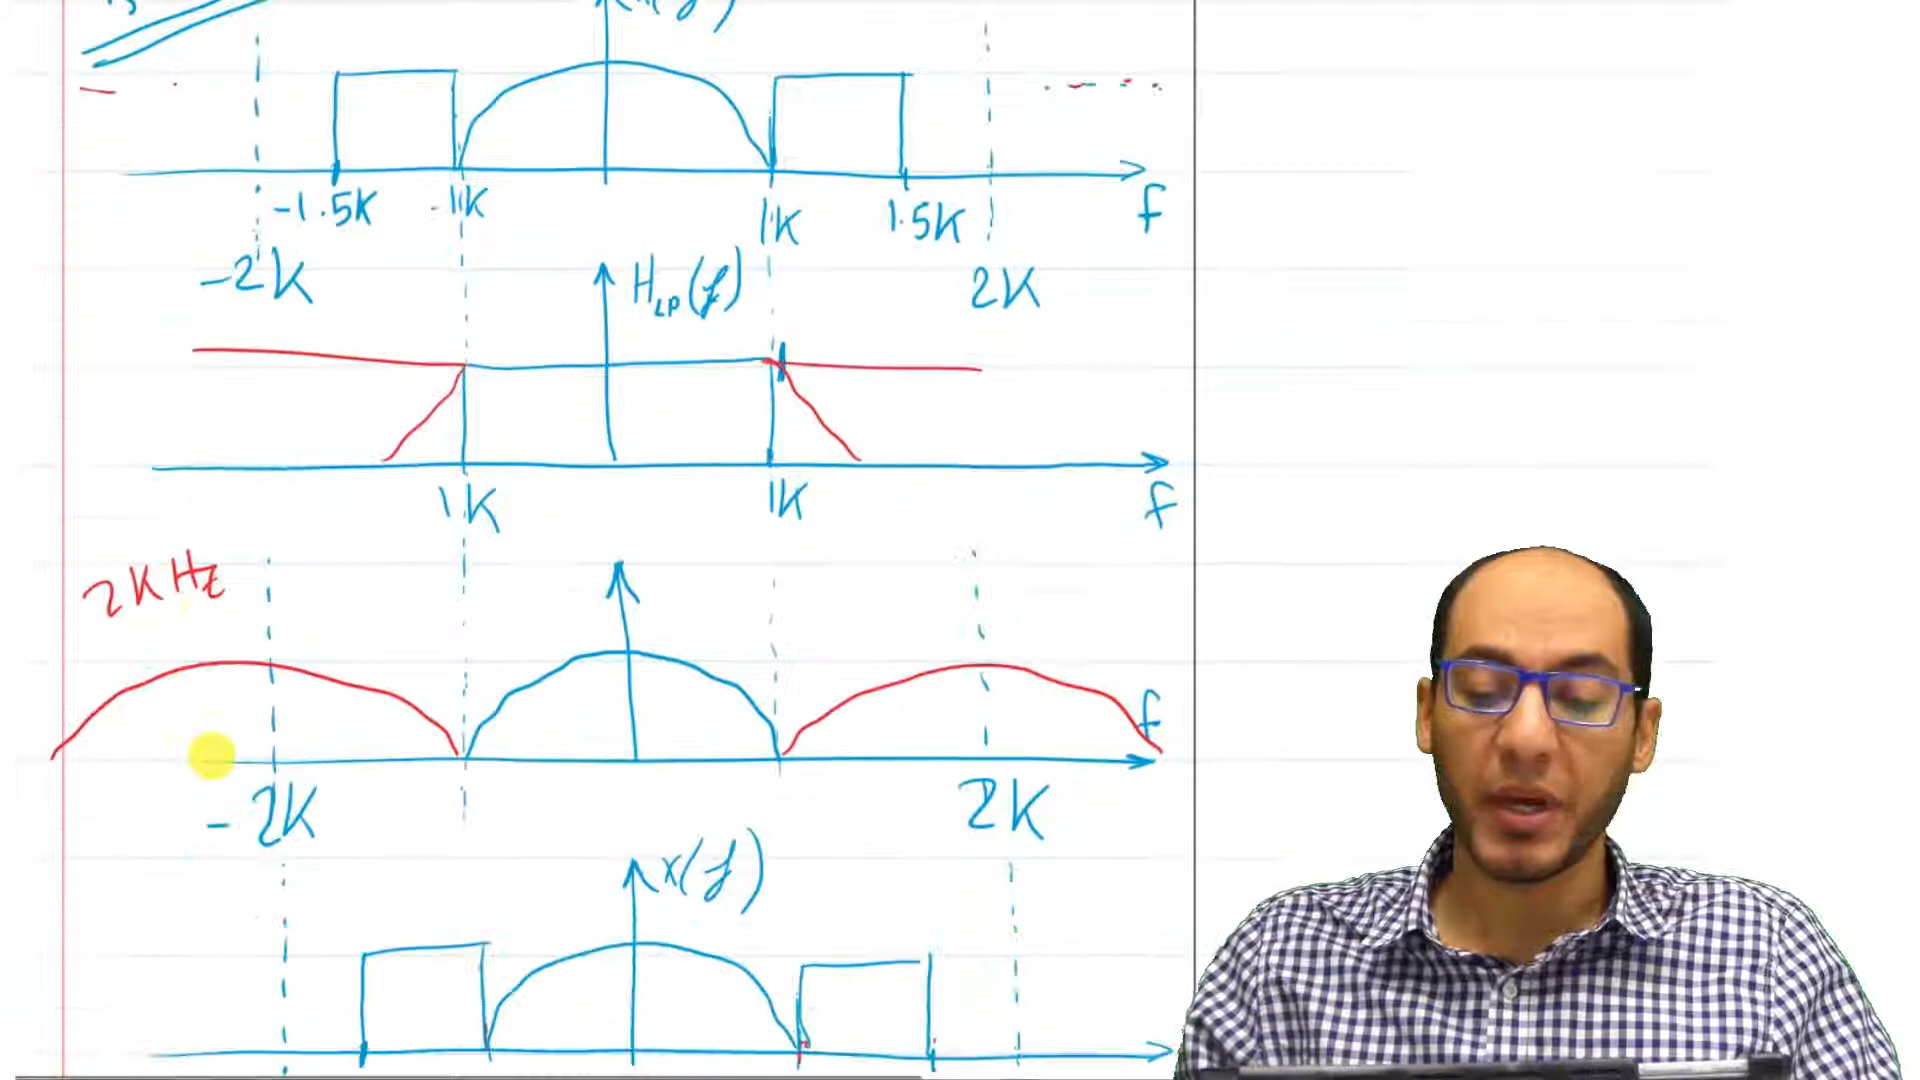 x(f)
-1.5K -1K 1K 1.5K f
-2K 2K
H_LP(f)
1K 1K f
2KHz
f
-2K 2K
x(f)